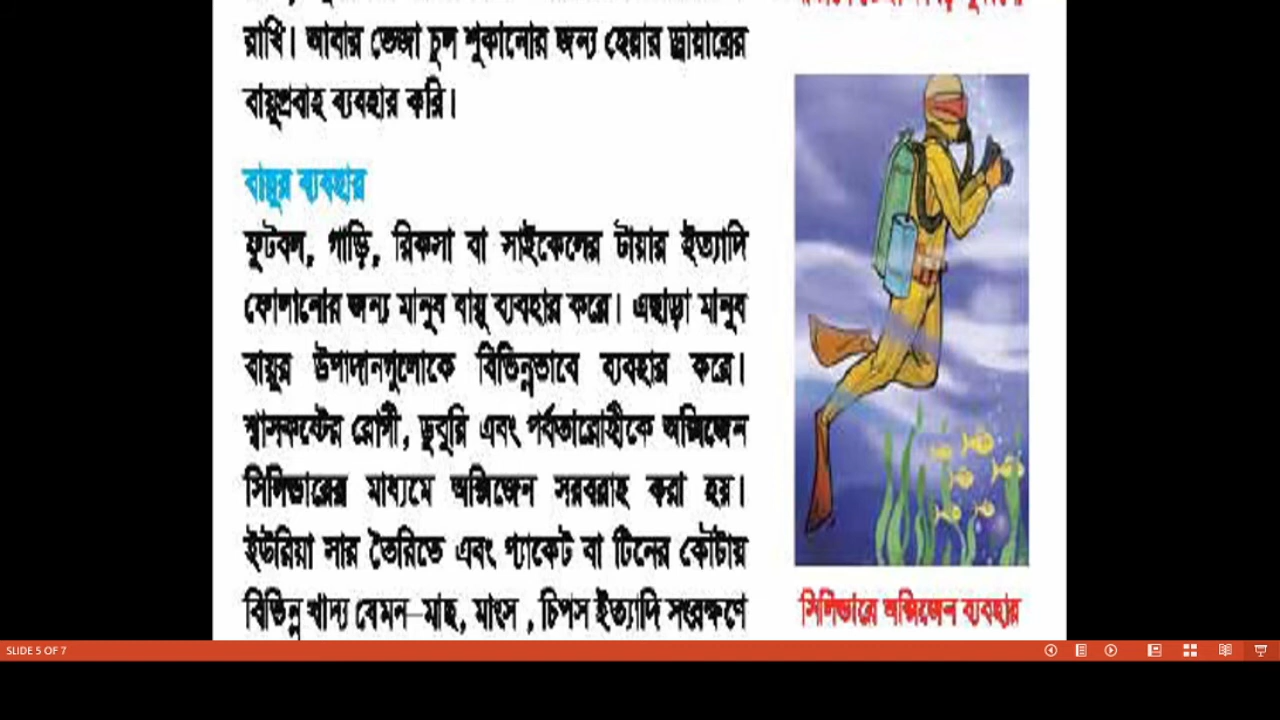 রাখি। আবার ভেজা চুল শুকানোর জন্য হেয়ার ড্রায়ারের
বায়ুপ্রবাহ ব্যবহার করি।
বায়ুর ব্যবহার
ফুটবল, গাড়ি, রিকসা বা সাইকেলের টায়ার ইত্যাদি
ফোলানোর জন্য মানুষ বায়ু ব্যবহার করে। এছাড়া মানুষ
বায়ুর উপাদানগুলোকে বিভিন্নভাবে ব্যবহার করে।
শ্বাসকষ্টের রোগী, ডুবুরি এবং পর্বতারোহীকে অক্সিজেন
সিলিন্ডারের মাধ্যমে অক্সিজেন সরবরাহ করা হয়।
ইউরিয়া সার তৈরিতে এবং প্যাকেট বা টিনের কৌটায়
বিভিন্ন খাদ্য যেমন–মাছ, মাংস , চিপস ইত্যাদি সংরক্ষণে
সিলিন্ডারে অক্সিজেন ব্যবহার
SLIDE 5 OF 7